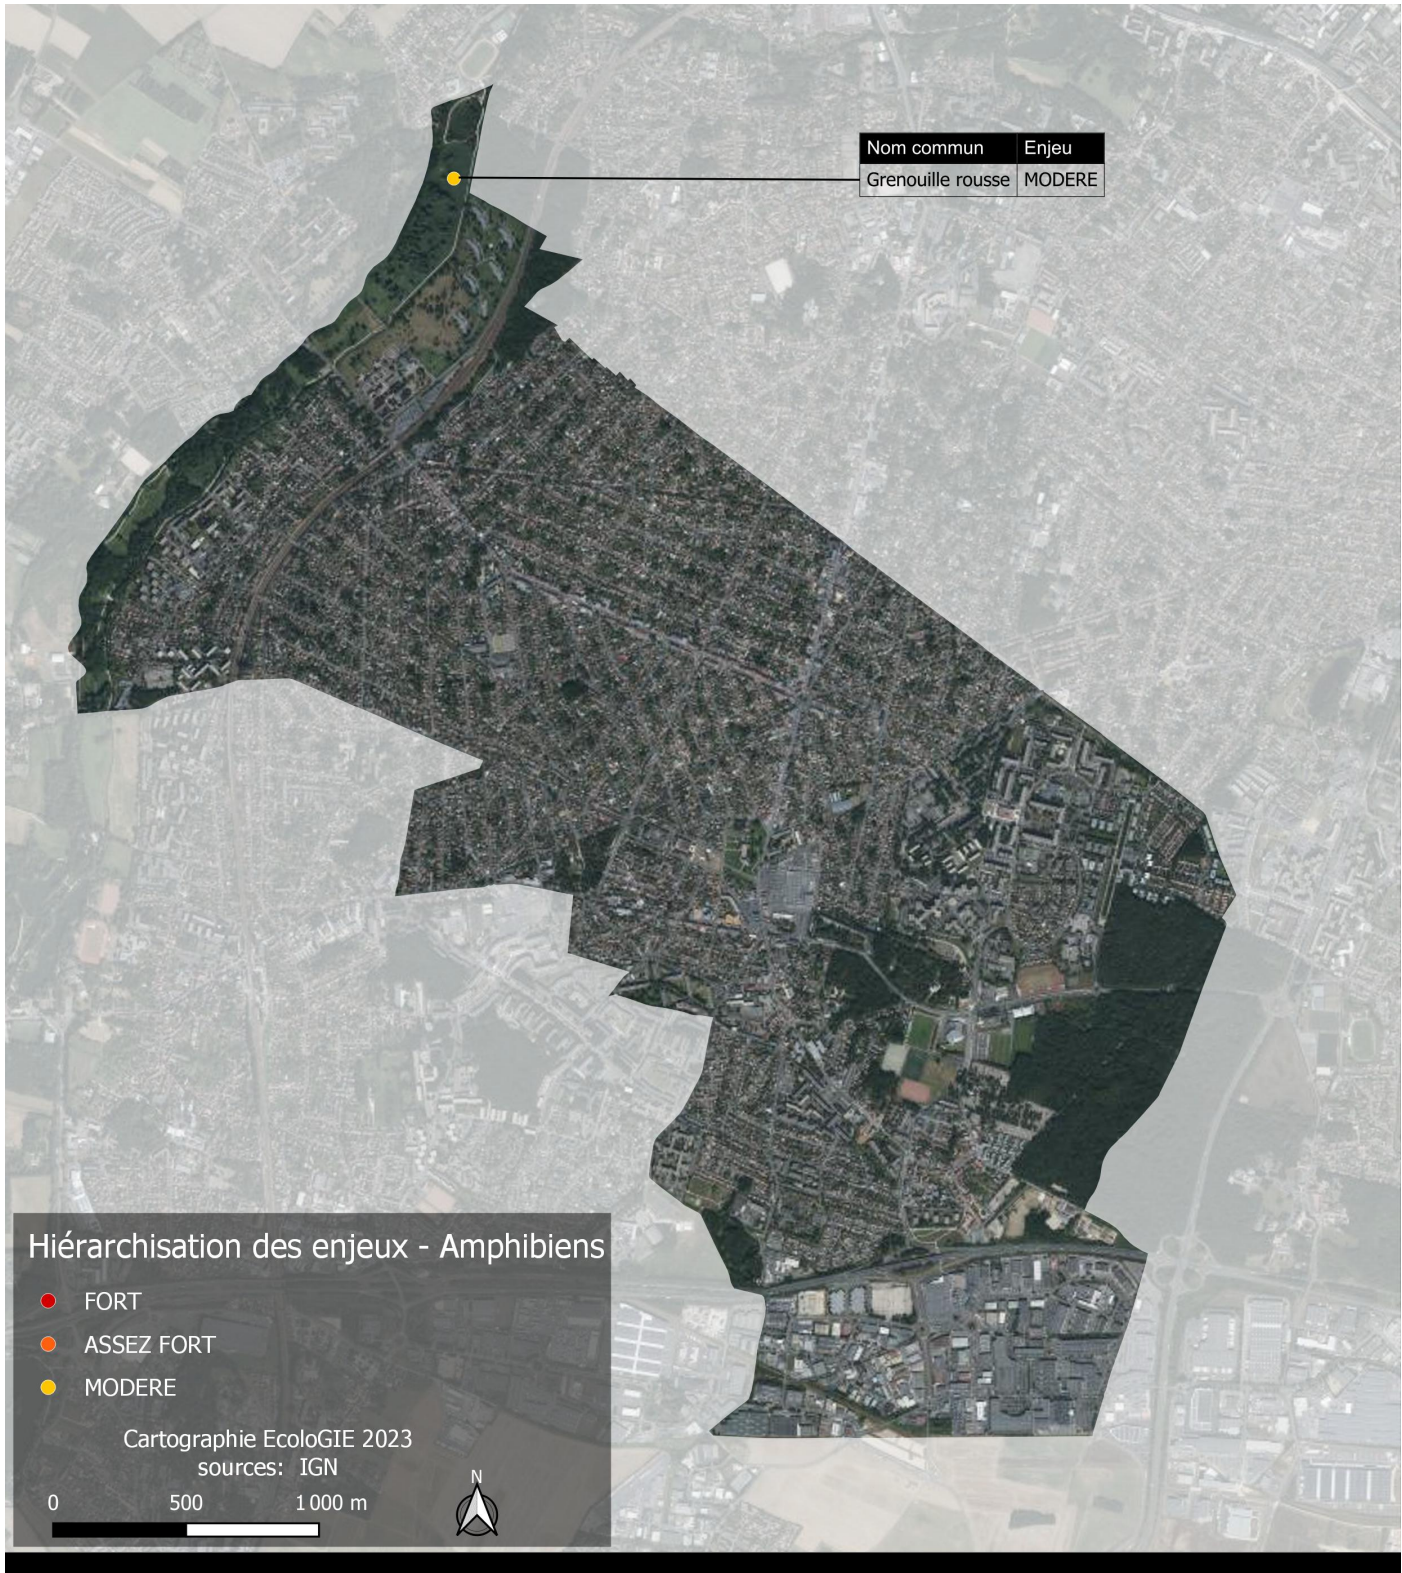 Nom commun Enjeu
Grenouille rousse MODERE
Hiérarchisation des enjeux - Amphibiens
FORT
ASSEZ FORT
MODERE
Cartographie EcoloGIE 2023
sources: IGN
N
0 500 1 000 m